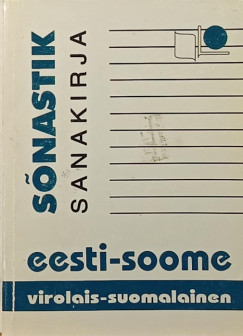 SÕNASTIK
SANAKIRJA
eesti-soome
virolais-suomalainen